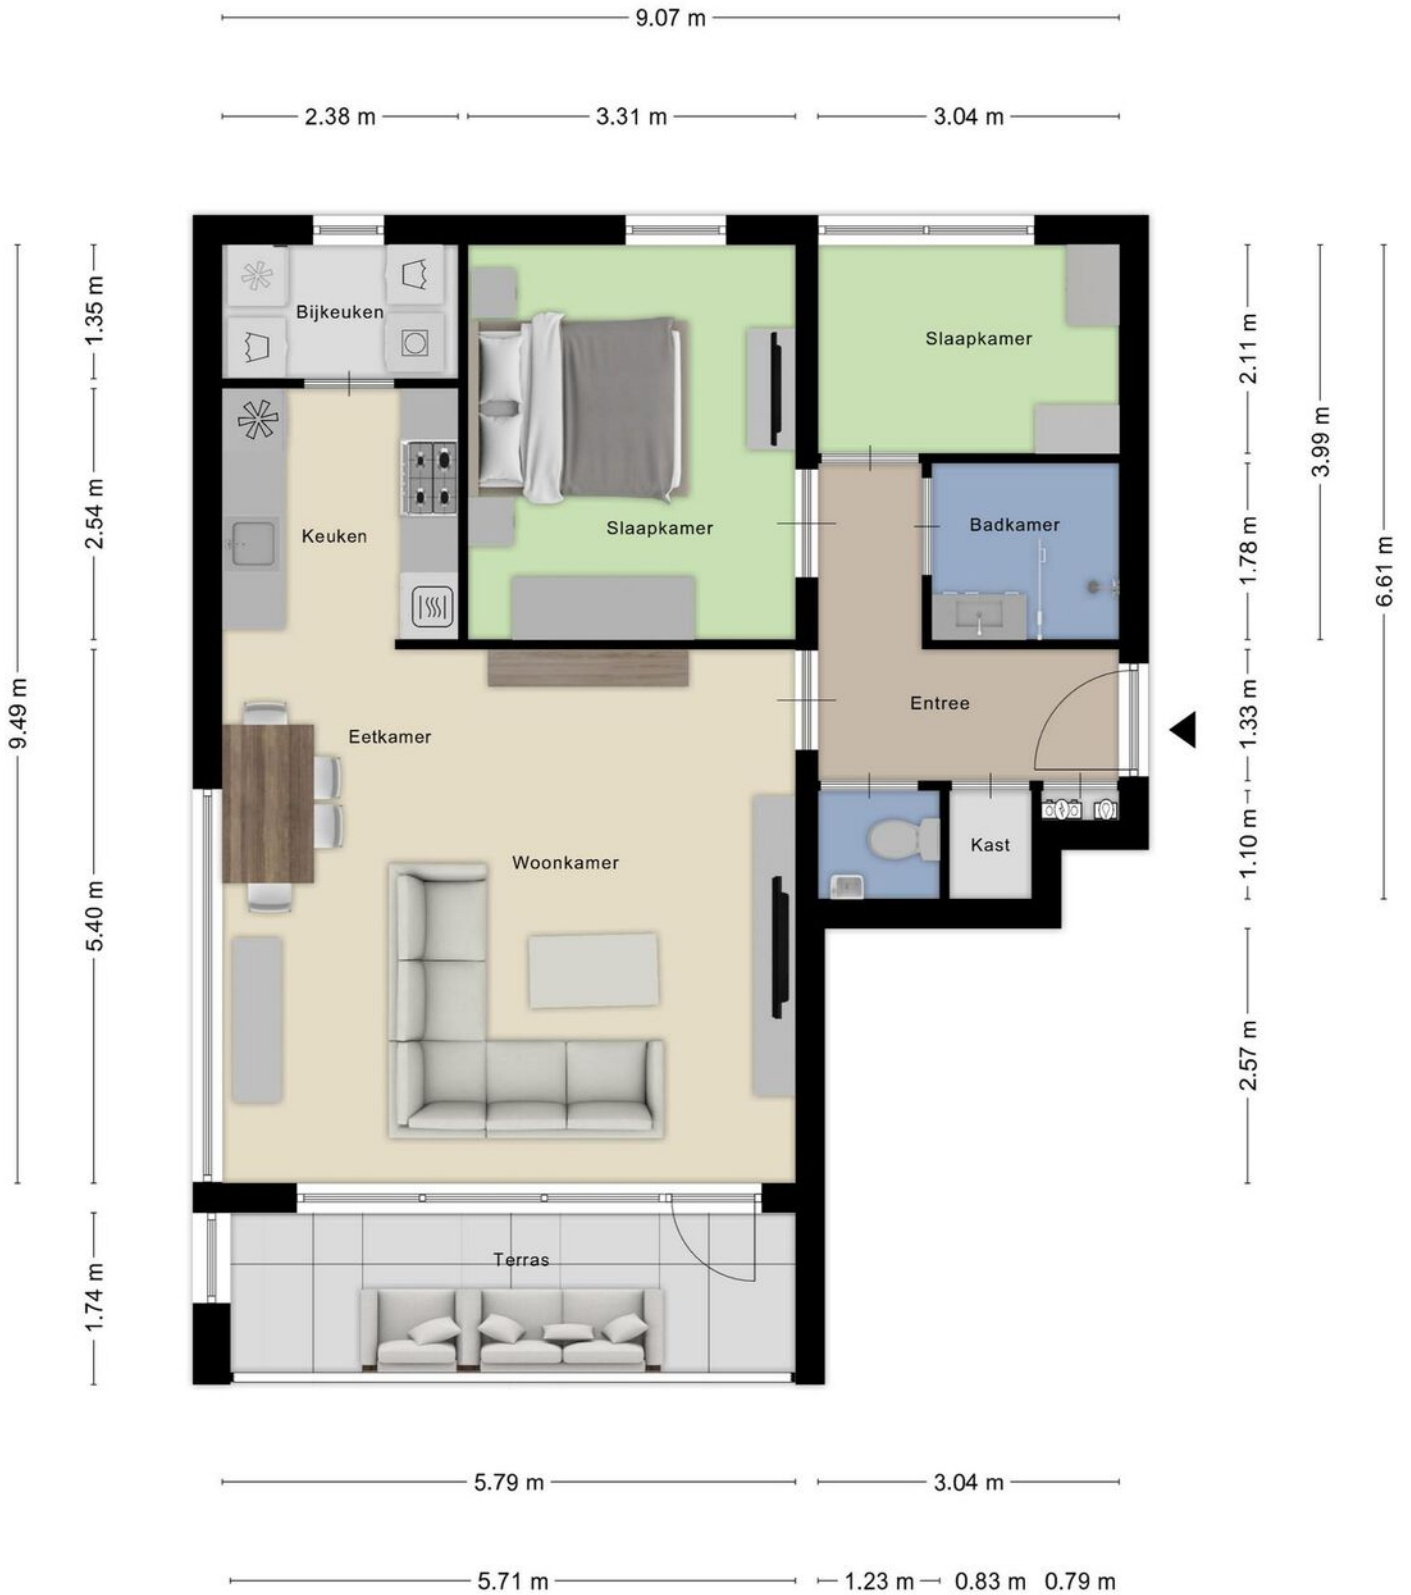 9.07 m
2.38 m
3.31 m
3.04 m
1.35 m
Bijkeuken
Slaapkamer
2.11 m
3.99 m
2.54 m
Keuken
Slaapkamer
Badkamer
1.78 m
6.61 m
9.49 m
Eetkamer
Entree
1.33 m
Woonkamer
Kast
1.10 m
5.40 m
2.57 m
Terras
1.74 m
5.79 m
3.04 m
5.71 m
1.23 m
0.83 m
0.79 m